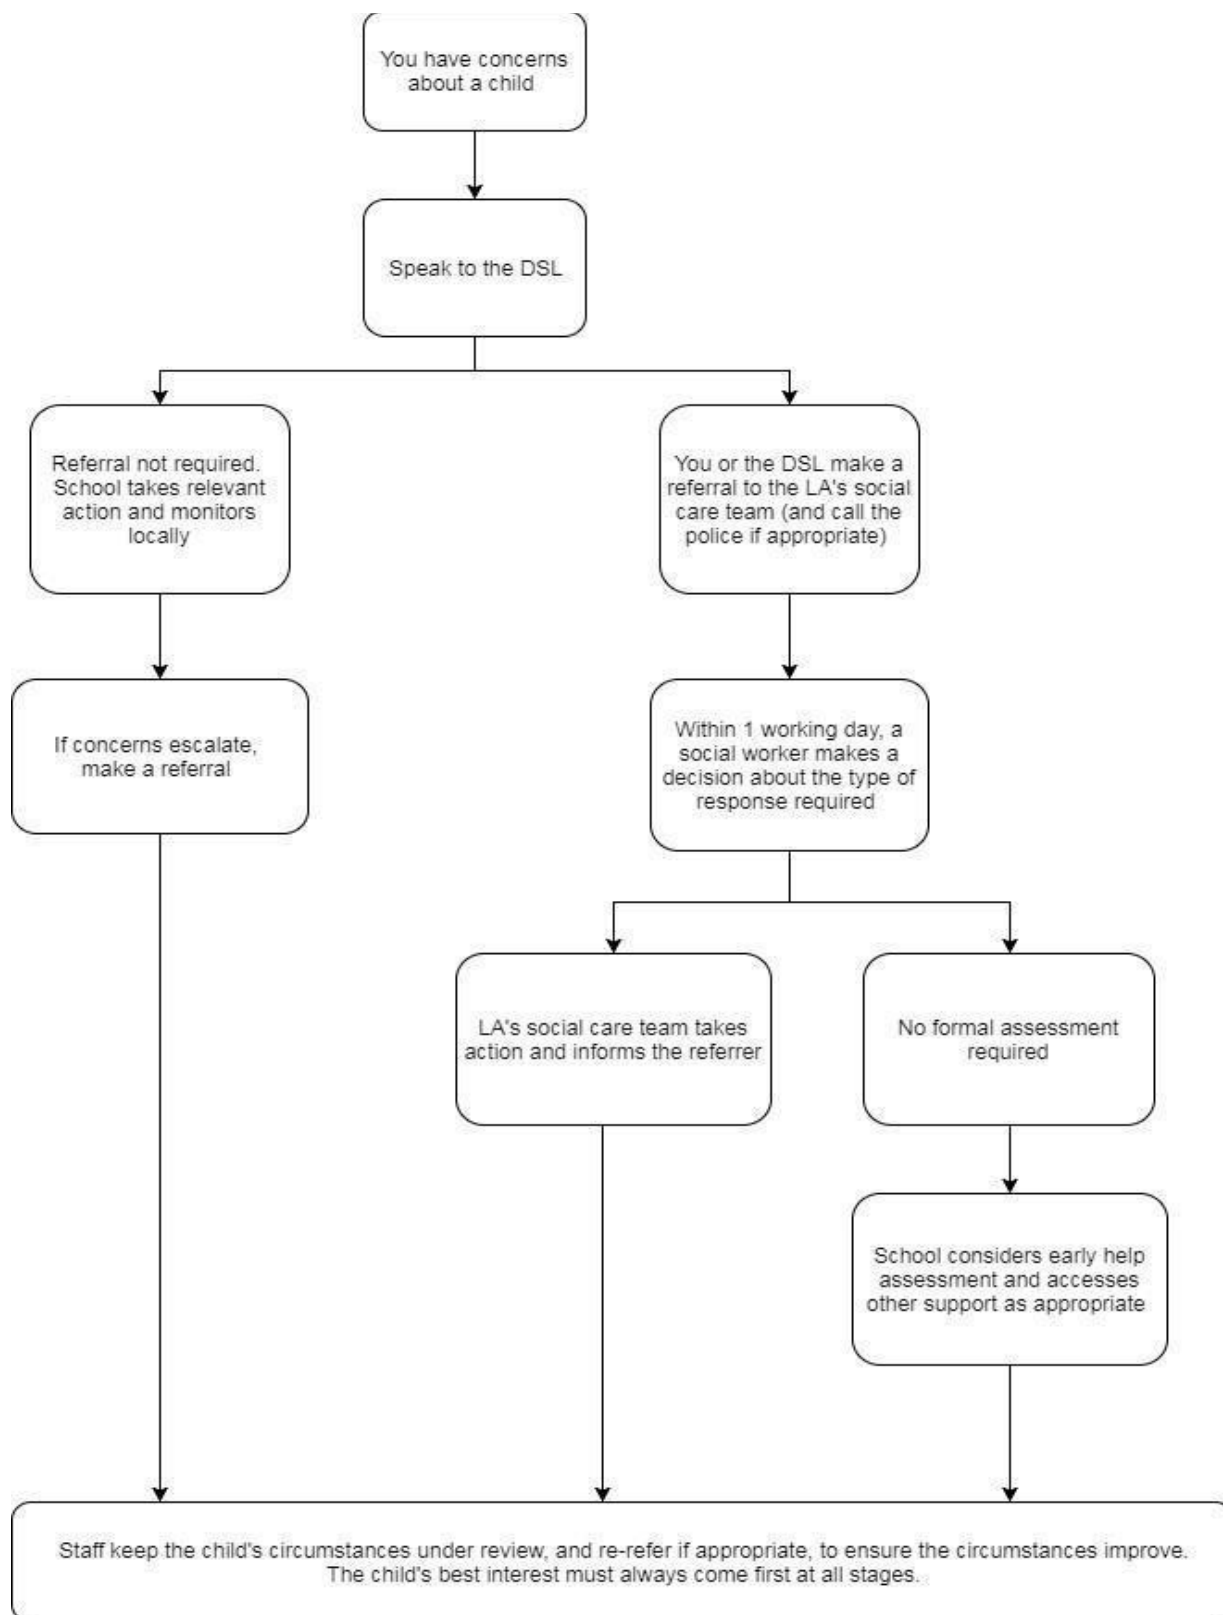 You have concerns
about a child
Speak to the DSL
Referral not required.
School takes relevant
action and monitors
locally
You or the DSL make a
referral to the LA's social
care team (and call the
police if appropriate)
If concerns escalate,
make a referral
Within 1 working day, a
social worker makes a
decision about the type of
response required
LA's social care team takes
action and informs the referrer
No formal assessment
required
School considers early help
assessment and accesses
other support as appropriate
Staff keep the child's circumstances under review, and re-refer if appropriate, to ensure the circumstances improve.
The child's best interest must always come first at all stages.